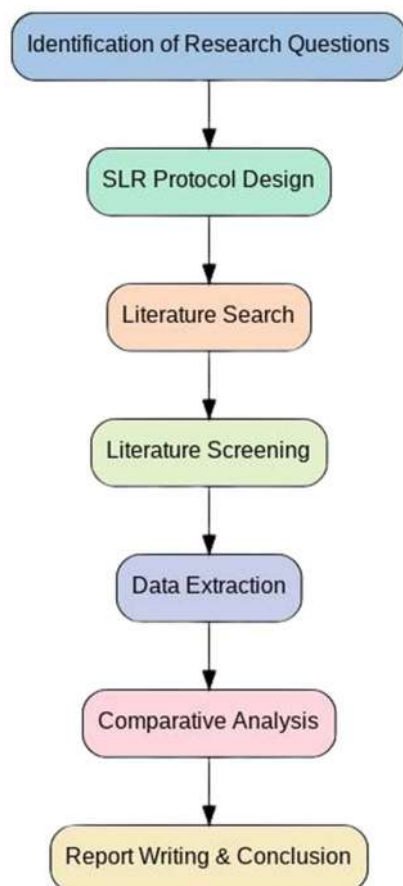 Identification of Research Questions
SLR Protocol Design
Literature Search
Literature Screening
Data Extraction
Comparative Analysis
Report Writing & Conclusion